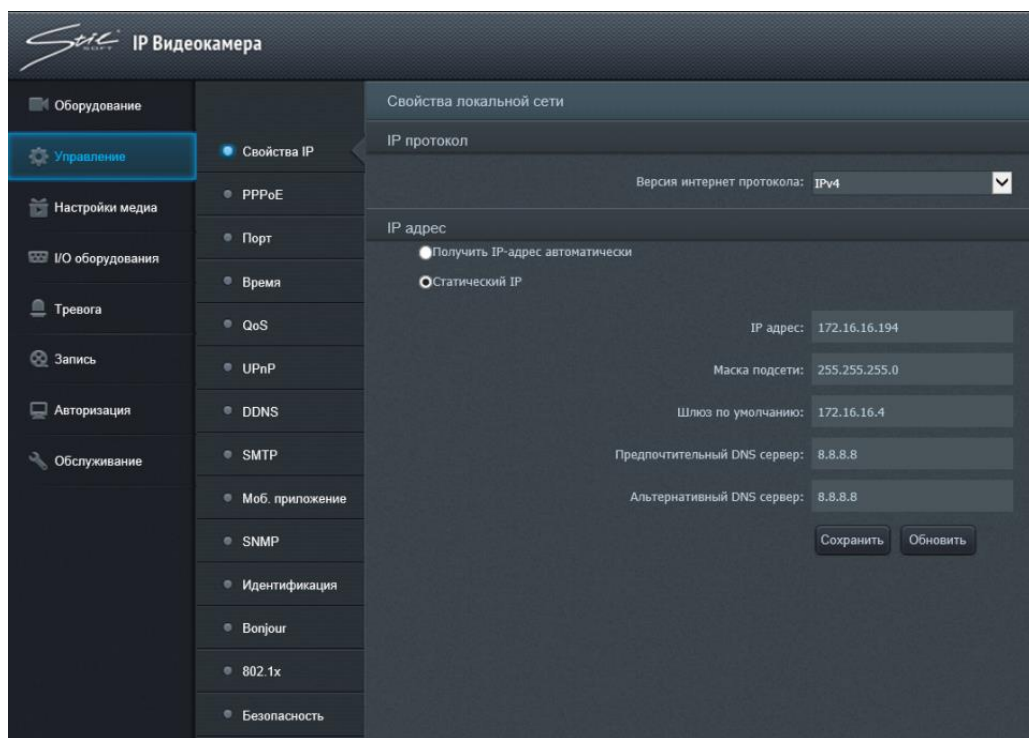 Stil SOFT IP Видеокамера
Оборудование
Управление
Настройки медиа
I/O оборудования
Тревога
Запись
Авторизация
Обслуживание
Свойства IP
PPPoE
Порт
Время
QoS
UPnP
DDNS
SMTP
Моб. приложение
SNMP
Идентификация
Bonjour
802.1x
Безопасность
Свойства локальной сети
IP протокол
Версия интернет протокола: IPv4
IP адрес
Получить IP-адрес автоматически
Статический IP
IP адрес: 172.16.16.194
Маска подсети: 255.255.255.0
Шлюз по умолчанию: 172.16.16.4
Предпочтительный DNS сервер: 8.8.8.8
Альтернативный DNS сервер: 8.8.8.8
Сохранить Обновить